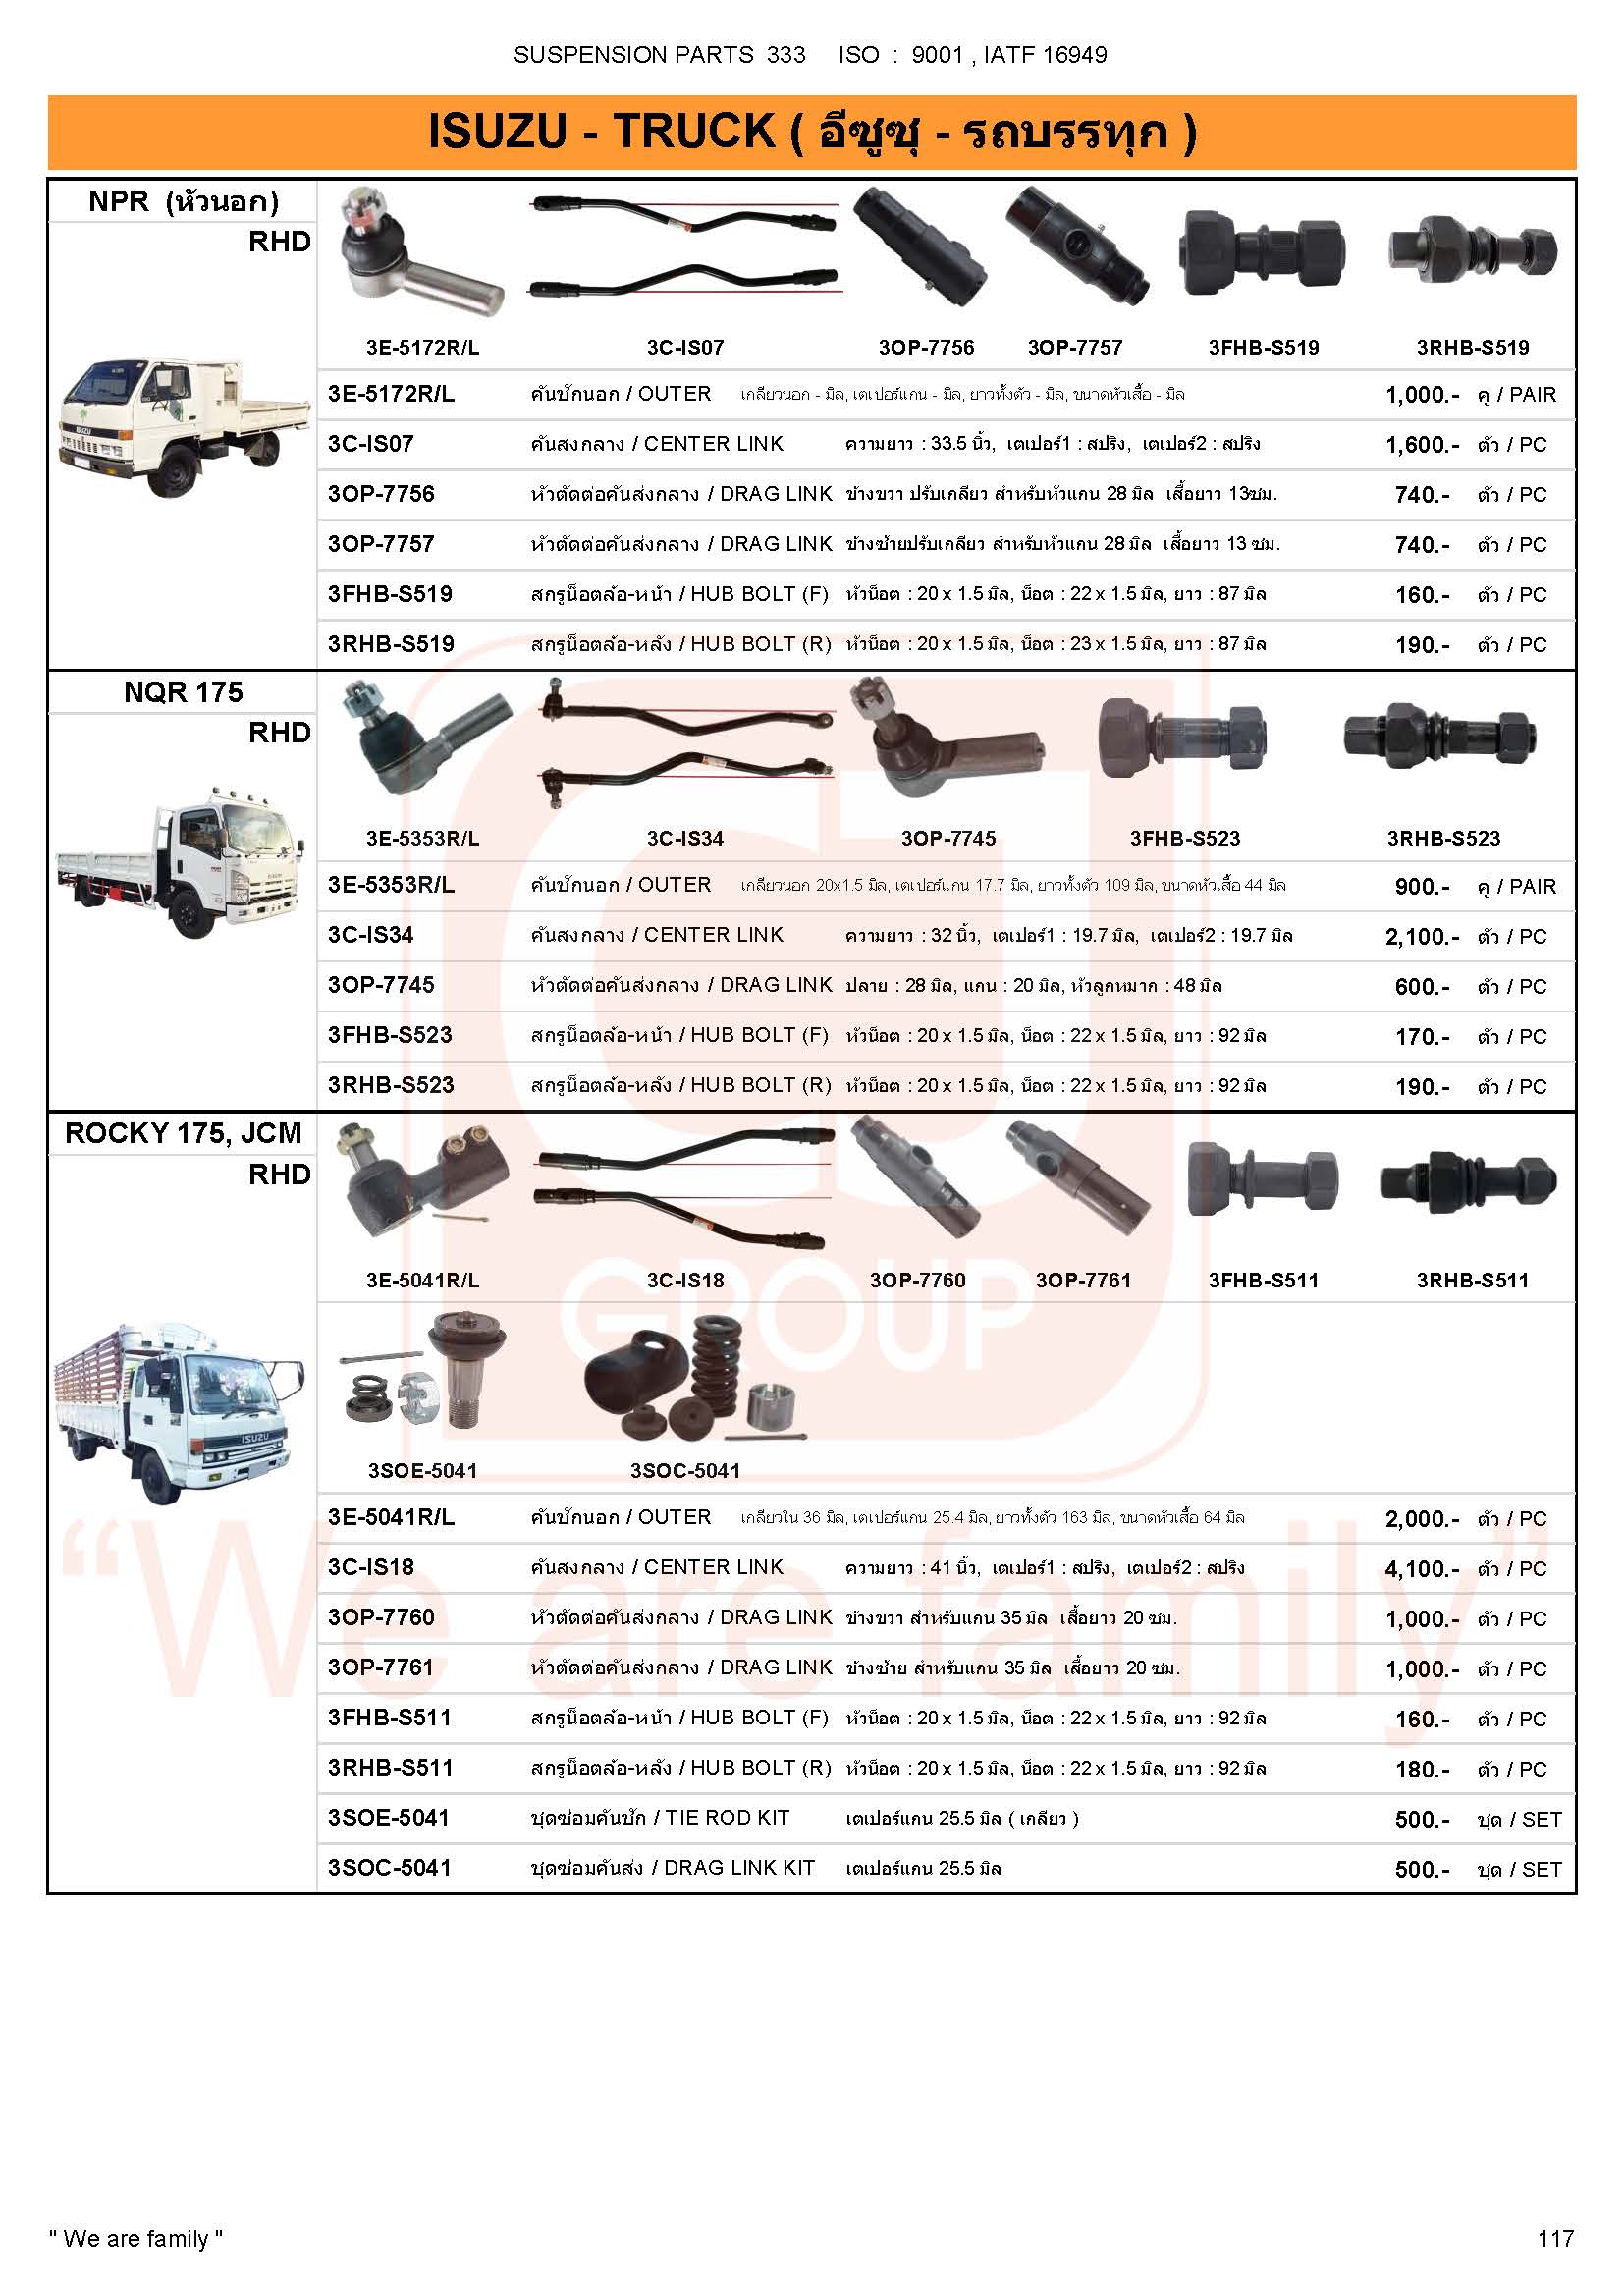 SUSPENSION PARTS 333 ISO : 9001 , IATF 16949
ISUZU - TRUCK ( อีซูซุ - รถบรรทุก )
NPR (หัวนอก)
RHD
3E-5172R/L 3C-IS07 3OP-7756 3OP-7757 3FHB-S519 3RHB-S519
3E-5172R/L คันชักนอก / OUTER เกลียวนอก - มิล, เตเปอร์แกน - มิล, ยาวทั้งตัว - มิล, ขนาดหัวเสื้อ - มิล 1,000.- คู่ / PAIR
3C-IS07 คันส่งกลาง / CENTER LINK ความยาว : 33.5 นิ้ว, เตเปอร์1 : สปริง, เตเปอร์2 : สปริง 1,600.- ตัว / PC
3OP-7756 หัวตัดต่อคันส่งกลาง / DRAG LINK ข้างขวา ปรับเกลียว สำหรับหัวแกน 28 มิล เสื้อยาว 13ซม. 740.- ตัว / PC
3OP-7757 หัวตัดต่อคันส่งกลาง / DRAG LINK ข้างซ้ายปรับเกลียว สำหรับหัวแกน 28 มิล เสื้อยาว 13 ซม. 740.- ตัว / PC
3FHB-S519 สกรูน็อตล้อ-หน้า / HUB BOLT (F) หัวน็อต : 20 x 1.5 มิล, น็อต : 22 x 1.5 มิล, ยาว : 87 มิล 160.- ตัว / PC
3RHB-S519 สกรูน็อตล้อ-หลัง / HUB BOLT (R) หัวน็อต : 20 x 1.5 มิล, น็อต : 23 x 1.5 มิล, ยาว : 87 มิล 190.- ตัว / PC
NQR 175
RHD
3E-5353R/L 3C-IS34 3OP-7745 3FHB-S523 3RHB-S523
3E-5353R/L คันชักนอก / OUTER เกลียวนอก 20x1.5 มิล, เตเปอร์แกน 17.7 มิล, ยาวทั้งตัว 109 มิล, ขนาดหัวเสื้อ 44 มิล 900.- คู่ / PAIR
3C-IS34 คันส่งกลาง / CENTER LINK ความยาว : 32 นิ้ว, เตเปอร์1 : 19.7 มิล, เตเปอร์2 : 19.7 มิล 2,100.- ตัว / PC
3OP-7745 หัวตัดต่อคันส่งกลาง / DRAG LINK ปลาย : 28 มิล, แกน : 20 มิล, หัวลูกหมาก : 48 มิล 600.- ตัว / PC
3FHB-S523 สกรูน็อตล้อ-หน้า / HUB BOLT (F) หัวน็อต : 20 x 1.5 มิล, น็อต : 22 x 1.5 มิล, ยาว : 92 มิล 170.- ตัว / PC
3RHB-S523 สกรูน็อตล้อ-หลัง / HUB BOLT (R) หัวน็อต : 20 x 1.5 มิล, น็อต : 22 x 1.5 มิล, ยาว : 92 มิล 190.- ตัว / PC
ROCKY 175, JCM
RHD
3E-5041R/L 3C-IS18 3OP-7760 3OP-7761 3FHB-S511 3RHB-S511
GROUP
ISUZU
3SOE-5041 3SOC-5041
3E-5041R/L คันชักนอก / OUTER เกลียวใน 36 มิล, เตเปอร์แกน 25.4 มิล, ยาวทั้งตัว 163 มิล, ขนาดหัวเสื้อ 64 มิล 2,000.- ตัว / PC
3C-IS18 คันส่งกลาง / CENTER LINK ความยาว : 41 นิ้ว, เตเปอร์1 : สปริง, เตเปอร์2 : สปริง 4,100.- ตัว / PC
3OP-7760 หัวตัดต่อคันส่งกลาง / DRAG LINK ข้างขวา สำหรับแกน 35 มิล เสื้อยาว 20 ซม. 1,000.- ตัว / PC
"We are family"
3OP-7761 หัวตัดต่อคันส่งกลาง / DRAG LINK ข้างซ้าย สำหรับแกน 35 มิล เสื้อยาว 20 ซม. 1,000.- ตัว / PC
3FHB-S511 สกรูน็อตล้อ-หน้า / HUB BOLT (F) หัวน็อต : 20 x 1.5 มิล, น็อต : 22 x 1.5 มิล, ยาว : 92 มิล 160.- ตัว / PC
3RHB-S511 สกรูน็อตล้อ-หลัง / HUB BOLT (R) หัวน็อต : 20 x 1.5 มิล, น็อต : 22 x 1.5 มิล, ยาว : 92 มิล 180.- ตัว / PC
3SOE-5041 ชุดซ่อมคันชัก / TIE ROD KIT เตเปอร์แกน 25.5 มิล ( เกลียว ) 500.- ชุด / SET
3SOC-5041 ชุดซ่อมคันส่ง / DRAG LINK KIT เตเปอร์แกน 25.5 มิล 500.- ชุด / SET
" We are family " 117